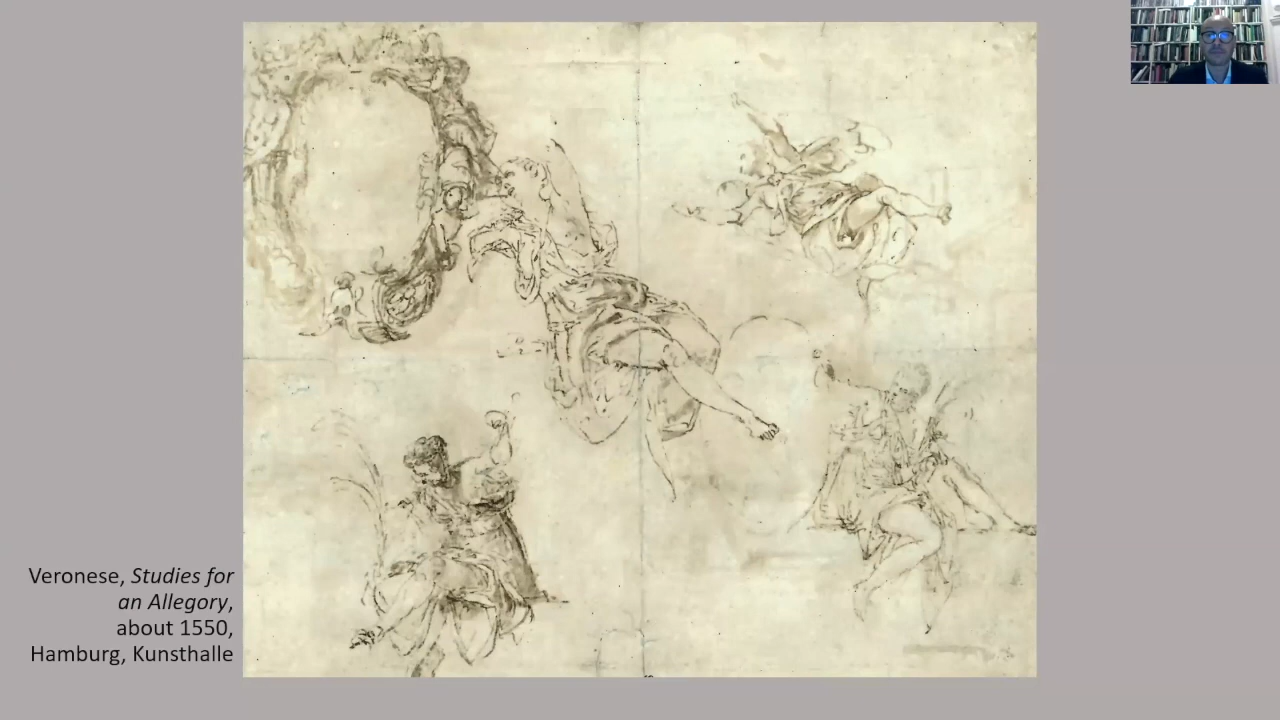 Veronese, Studies for
an Allegory,
about 1550,
Hamburg, Kunsthalle